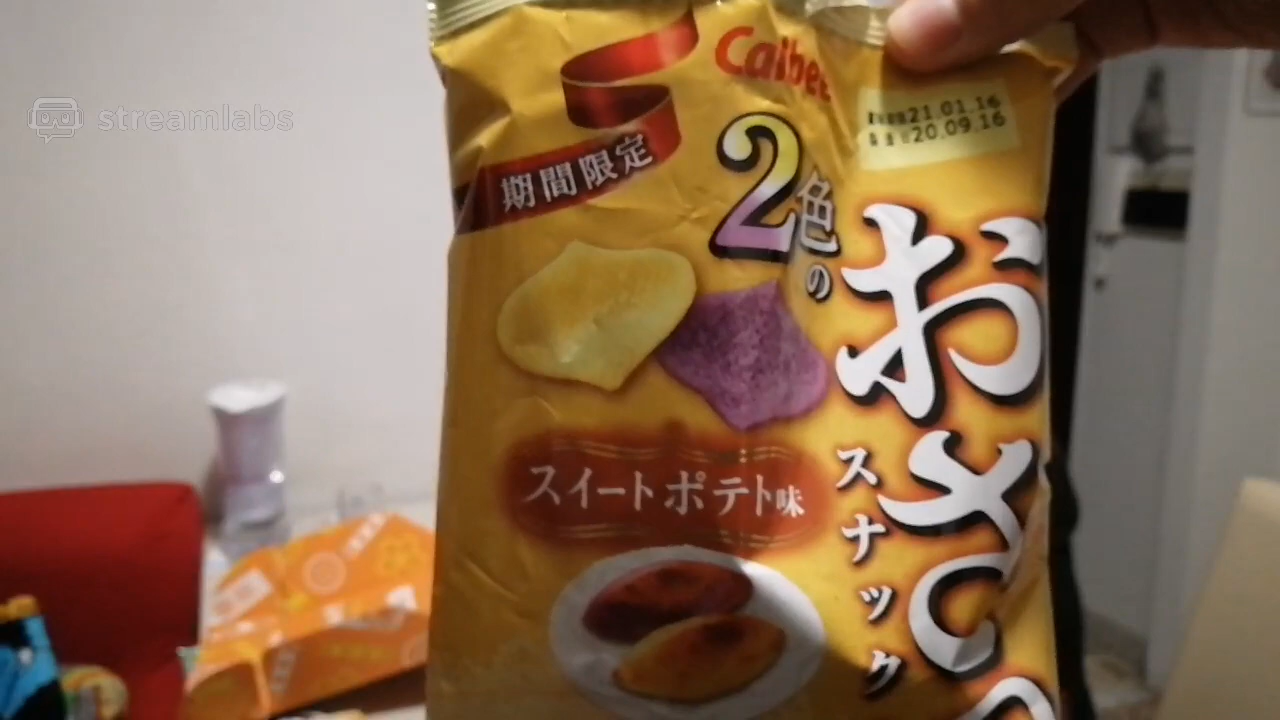 streamlabs
Calbee
21.01.16
20.09.16
期間限定
2色の
おさつ
スナック
スイートポテト味